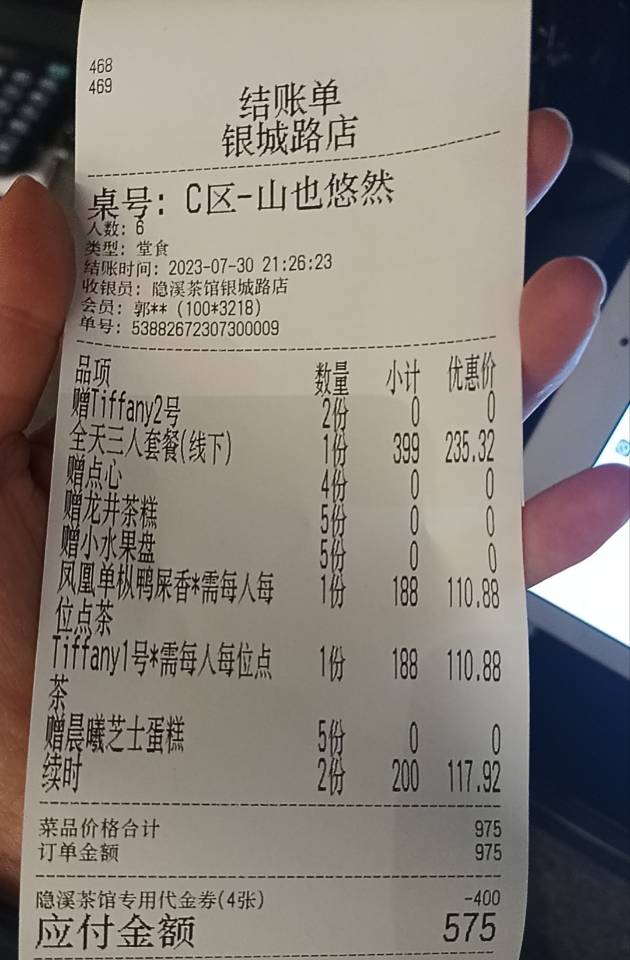 468
469
结账单
银城路店
桌号: C区-山也悠然
人数: 6
类型: 堂食
结账时间: 2023-07-30 21:26:23
收银员: 隐溪茶馆银城路店
会员: 郭** (100*3218)
单号: 53882672307300009
品项 数量 小计 优惠价
赠Tiffany2号 2份 0 0
全天三人套餐(线下) 1份 399 235.32
赠点心 4份 0 0
赠龙井茶糕 5份 0 0
赠小水果盘 5份 0 0
凤凰单枞鸭屎香*需每人每 1份 188 110.88
位点茶
Tiffany1号*需每人每位点 1份 188 110.88
茶
赠晨曦芝士蛋糕 5份 0 0
续时 2份 200 117.92
菜品价格合计 975
订单金额 975
隐溪茶馆专用代金券(4张) -400
应付金额 575